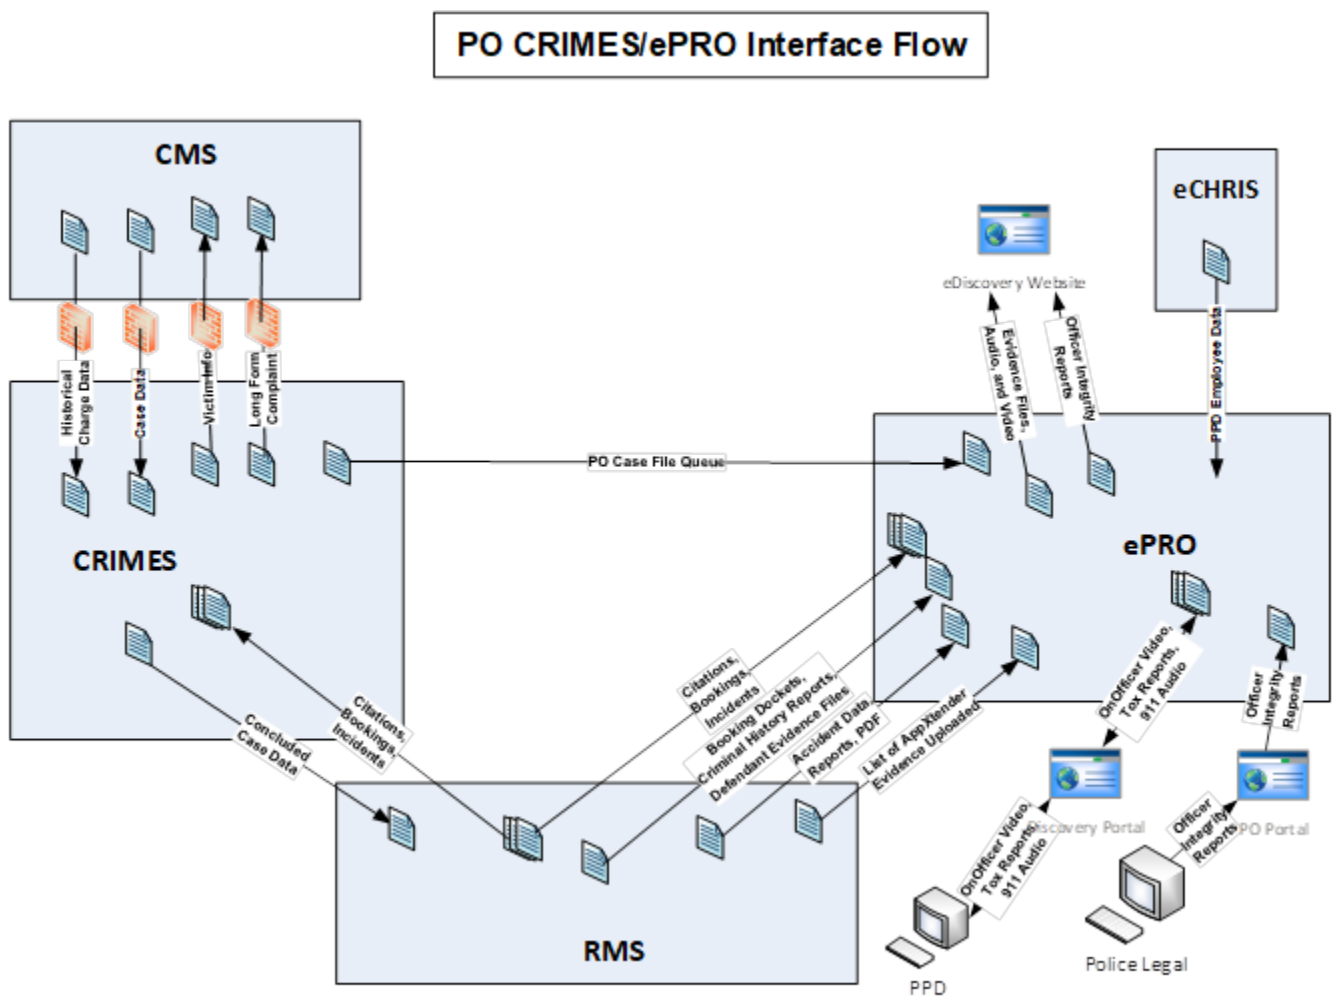 PO CRIMES/ePRO Interface Flow
CMS
eCHRIS
eDiscovery Website
Historical
Charge Data
Case Data
Victim Info
Long Form
Complaint
Evidence Files,
Audio, and Video
Officer Integrity
Reports
PPD Employee Data
PO Case File Queue
CRIMES
ePRO
Concluded
Case Data
Citations,
Bookings,
Incidents
Citations,
Bookings,
Incidents
Booking Dockets,
Criminal History Reports,
Defendant Evidence Files
Accident Data,
Reports, PDF
List of AppXtender
Evidence Uploaded
OnOfficer Video,
Tox Reports,
911 Audio
Officer
Integrity
Reports
Discovery Portal
PO Portal
OnOfficer Video,
Tox Reports,
911 Audio
Officer
Integrity
Reports
RMS
PPD
Police Legal